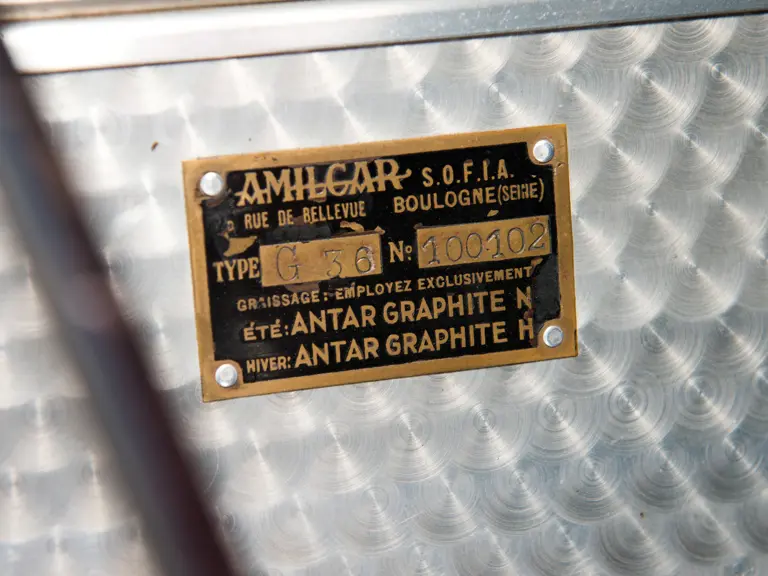 AMILCAR S.O.F.I.A.
RUE DE BELLEVUE BOULOGNE (SEINE)
TYPE G 36 No. 100102
GRAISSAGE: EMPLOYEZ EXCLUSIVEMENT
ÉTÉ: ANTAR GRAPHITE N
HIVER: ANTAR GRAPHITE H